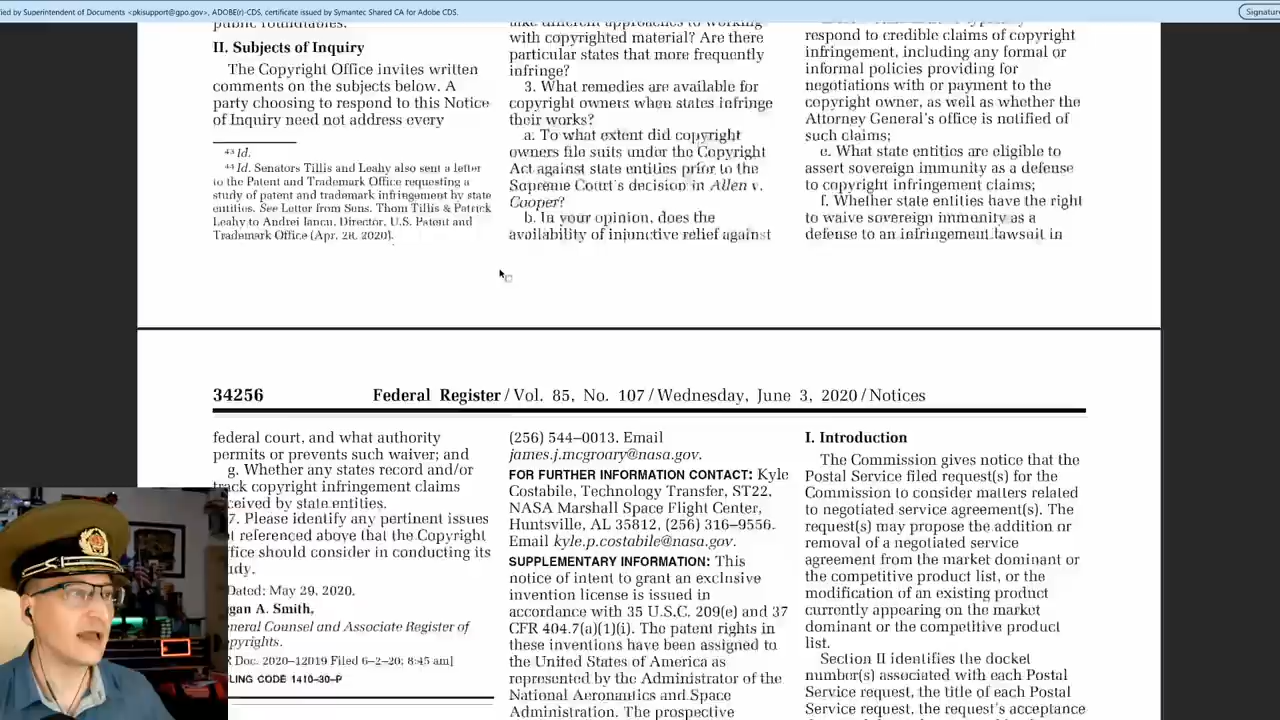 fied by Superintendent of Documents <pkisupport@gpo.gov>, ADOBE(r)-CDS, certificate issued by Symantec Shared CA for Adobe CDS.
Signature
public roundtables.
II. Subjects of Inquiry
The Copyright Office invites written
comments on the subjects below. A
party choosing to respond to this Notice
of Inquiry need not address every
43 Id.
44 Id. Senators Tillis and Leahy also sent a letter
to the Patent and Trademark Office requesting a
study of patent and trademark infringement by state
entities. See Letter from Sens. Thom Tillis & Patrick
Leahy to Andrei Iancu, Director, U.S. Patent and
Trademark Office (Apr. 28, 2020).
take different approaches to working
with copyrighted material? Are there
particular states that more frequently
infringe?
3. What remedies are available for
copyright owners when states infringe
their works?
a. To what extent did copyright
owners file suits under the Copyright
Act against state entities prior to the
Supreme Court's decision in Allen v.
Cooper?
b. In your opinion, does the
availability of injunctive relief against
respond to credible claims of copyright
infringement, including any formal or
informal policies providing for
negotiations with or payment to the
copyright owner, as well as whether the
Attorney General's office is notified of
such claims;
e. What state entities are eligible to
assert sovereign immunity as a defense
to copyright infringement claims;
f. Whether state entities have the right
to waive sovereign immunity as a
defense to an infringement lawsuit in
34256 Federal Register / Vol. 85, No. 107 / Wednesday, June 3, 2020 / Notices
federal court, and what authority
permits or prevents such waiver; and
g. Whether any states record and/or
track copyright infringement claims
ceived by state entities.
7. Please identify any pertinent issues
t referenced above that the Copyright
ffice should consider in conducting its
udy.
Dated: May 29, 2020.
gan A. Smith,
eneral Counsel and Associate Register of
pyrights.
R Doc. 2020–12019 Filed 6–2–20; 8:45 am]
LING CODE 1410–30–P
(256) 544–0013. Email
james.j.mcgroary@nasa.gov.
FOR FURTHER INFORMATION CONTACT: Kyle
Costabile, Technology Transfer, ST22,
NASA Marshall Space Flight Center,
Huntsville, AL 35812, (256) 316–9556.
Email kyle.p.costabile@nasa.gov.
SUPPLEMENTARY INFORMATION: This
notice of intent to grant an exclusive
invention license is issued in
accordance with 35 U.S.C. 209(e) and 37
CFR 404.7(a)(1)(i). The patent rights in
these inventions have been assigned to
the United States of America as
represented by the Administrator of the
National Aeronautics and Space
Administration. The prospective
I. Introduction
The Commission gives notice that the
Postal Service filed request(s) for the
Commission to consider matters related
to negotiated service agreement(s). The
request(s) may propose the addition or
removal of a negotiated service
agreement from the market dominant or
the competitive product list, or the
modification of an existing product
currently appearing on the market
dominant or the competitive product
list.
Section II identifies the docket
number(s) associated with each Postal
Service request, the title of each Postal
Service request, the request's acceptance